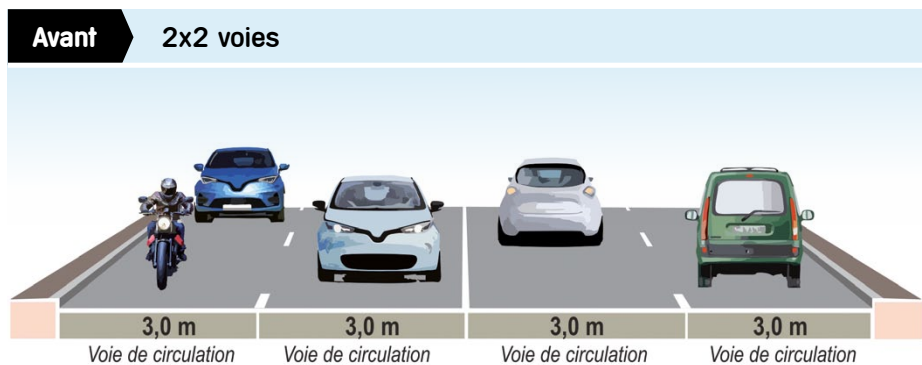 Avant 2x2 voies
3,0 m 3,0 m 3,0 m 3,0 m
Voie de circulation Voie de circulation Voie de circulation Voie de circulation